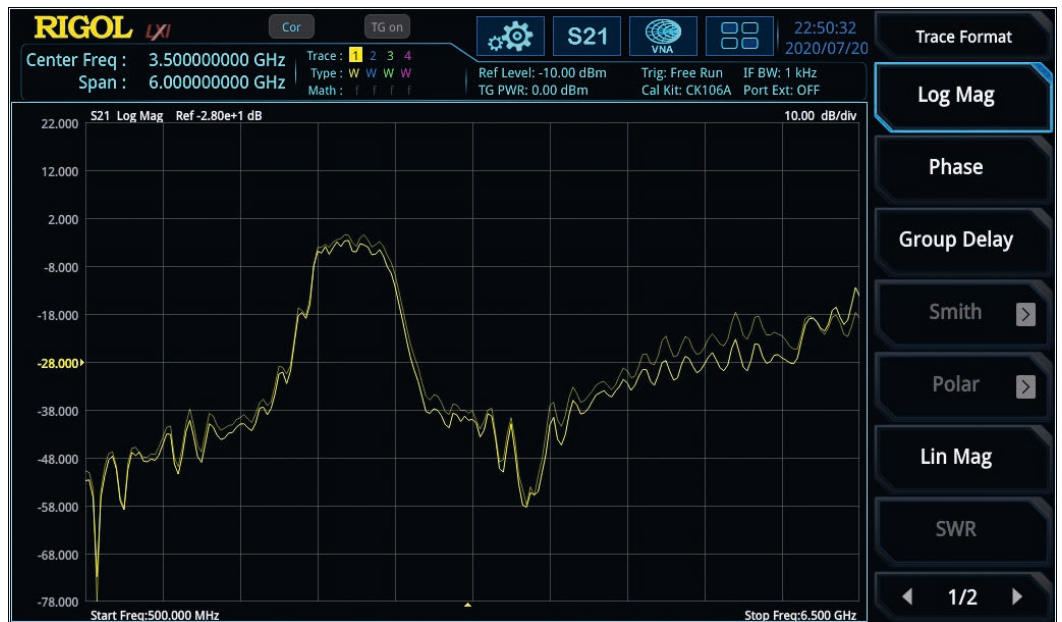 RIGOL LXI
Cor
TG on
S21
VNA
22:50:32
2020/07/20
Center Freq : 3.500000000 GHz
Span : 6.000000000 GHz
Trace : 1 2 3 4
Type : W W W W
Math : f f f f
Ref Level: -10.00 dBm Trig: Free Run IF BW: 1 kHz
TG PWR: 0.00 dBm Cal Kit: CK106A Port Ext: OFF
S21 Log Mag Ref -2.80e+1 dB
10.00 dB/div
22.000
12.000
2.000
-8.000
-18.000
-28.000
-38.000
-48.000
-58.000
-68.000
-78.000
Start Freq:500.000 MHz
Stop Freq:6.500 GHz
Trace Format
Log Mag
Phase
Group Delay
Smith
Polar
Lin Mag
SWR
1/2